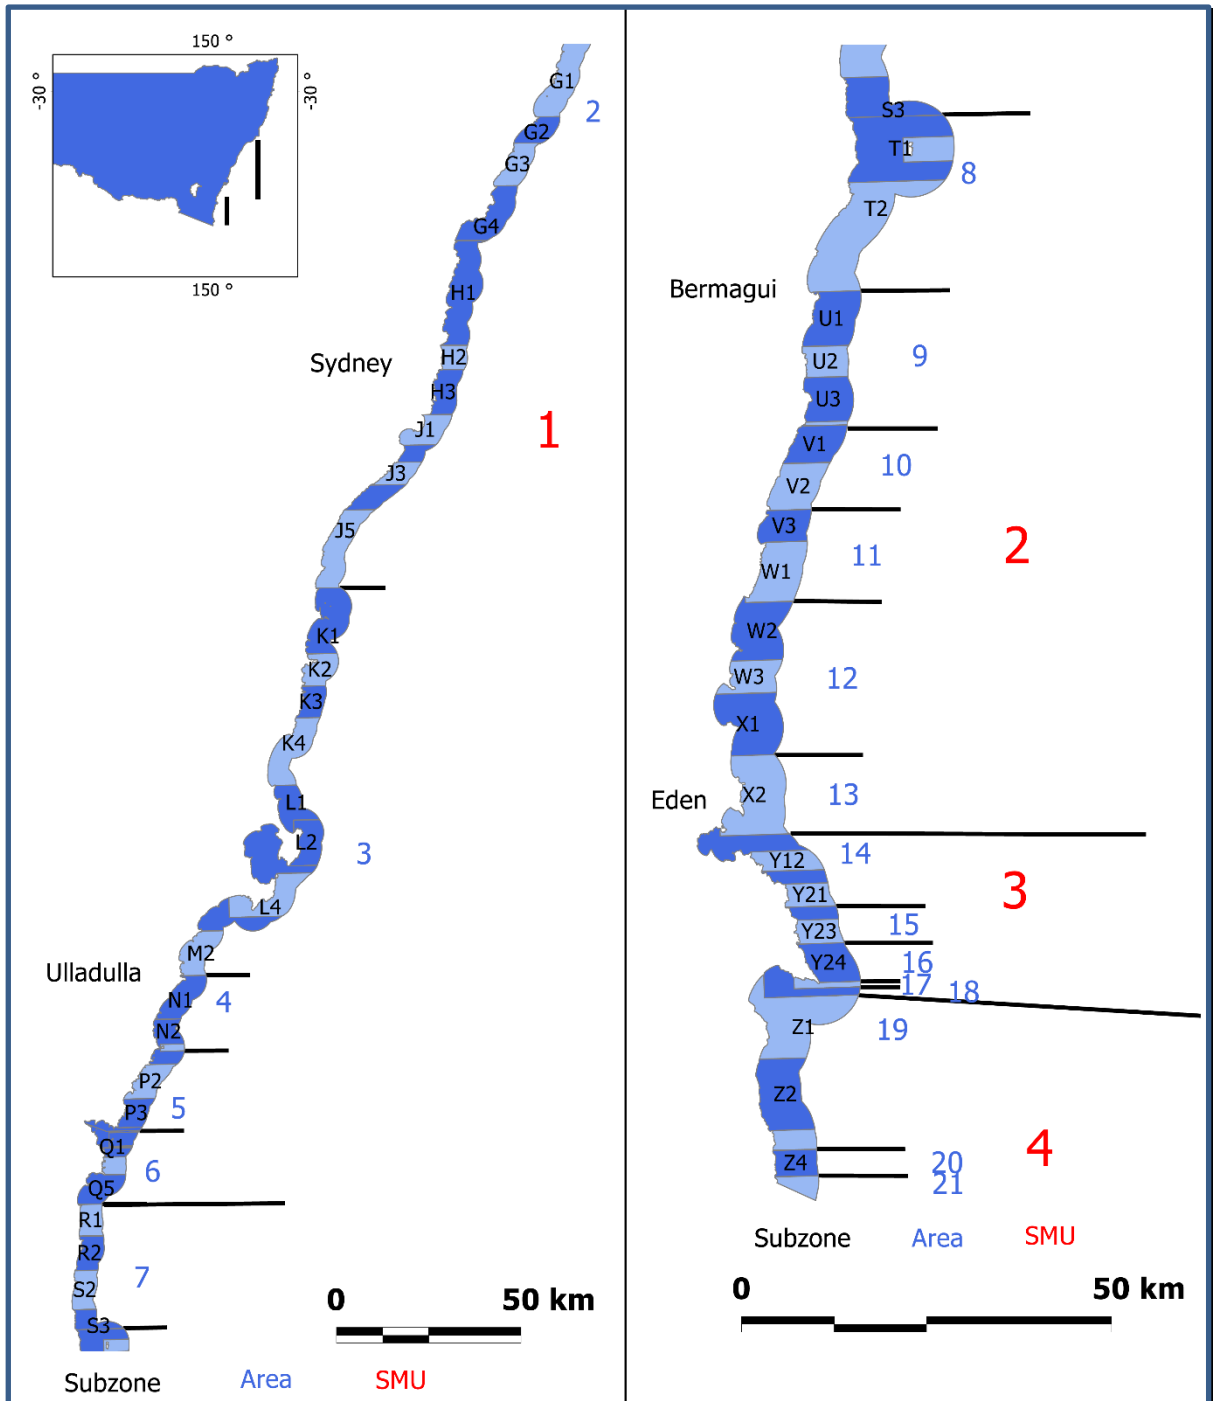 150 °
-30 °
-30 °
150 °
G1
2
G2
G3
G4
H1
H2
Sydney
H3
J1
1
J3
J5
K1
K2
K3
K4
L1
L2
3
L4
M2
Ulladulla
N1
4
N2
P2
P3
5
Q1
6
Q5
R1
R2
7
S2
S3
0
50 km
Subzone
Area
SMU
S3
T1
8
T2
Bermagui
U1
9
U2
U3
V1
10
V2
V3
2
11
W1
W2
W3
12
X1
Eden
X2
13
14
Y12
3
Y21
15
Y23
16
Y24
17
18
Z1
19
Z2
4
Z4
20
21
Subzone
Area
SMU
0
50 km